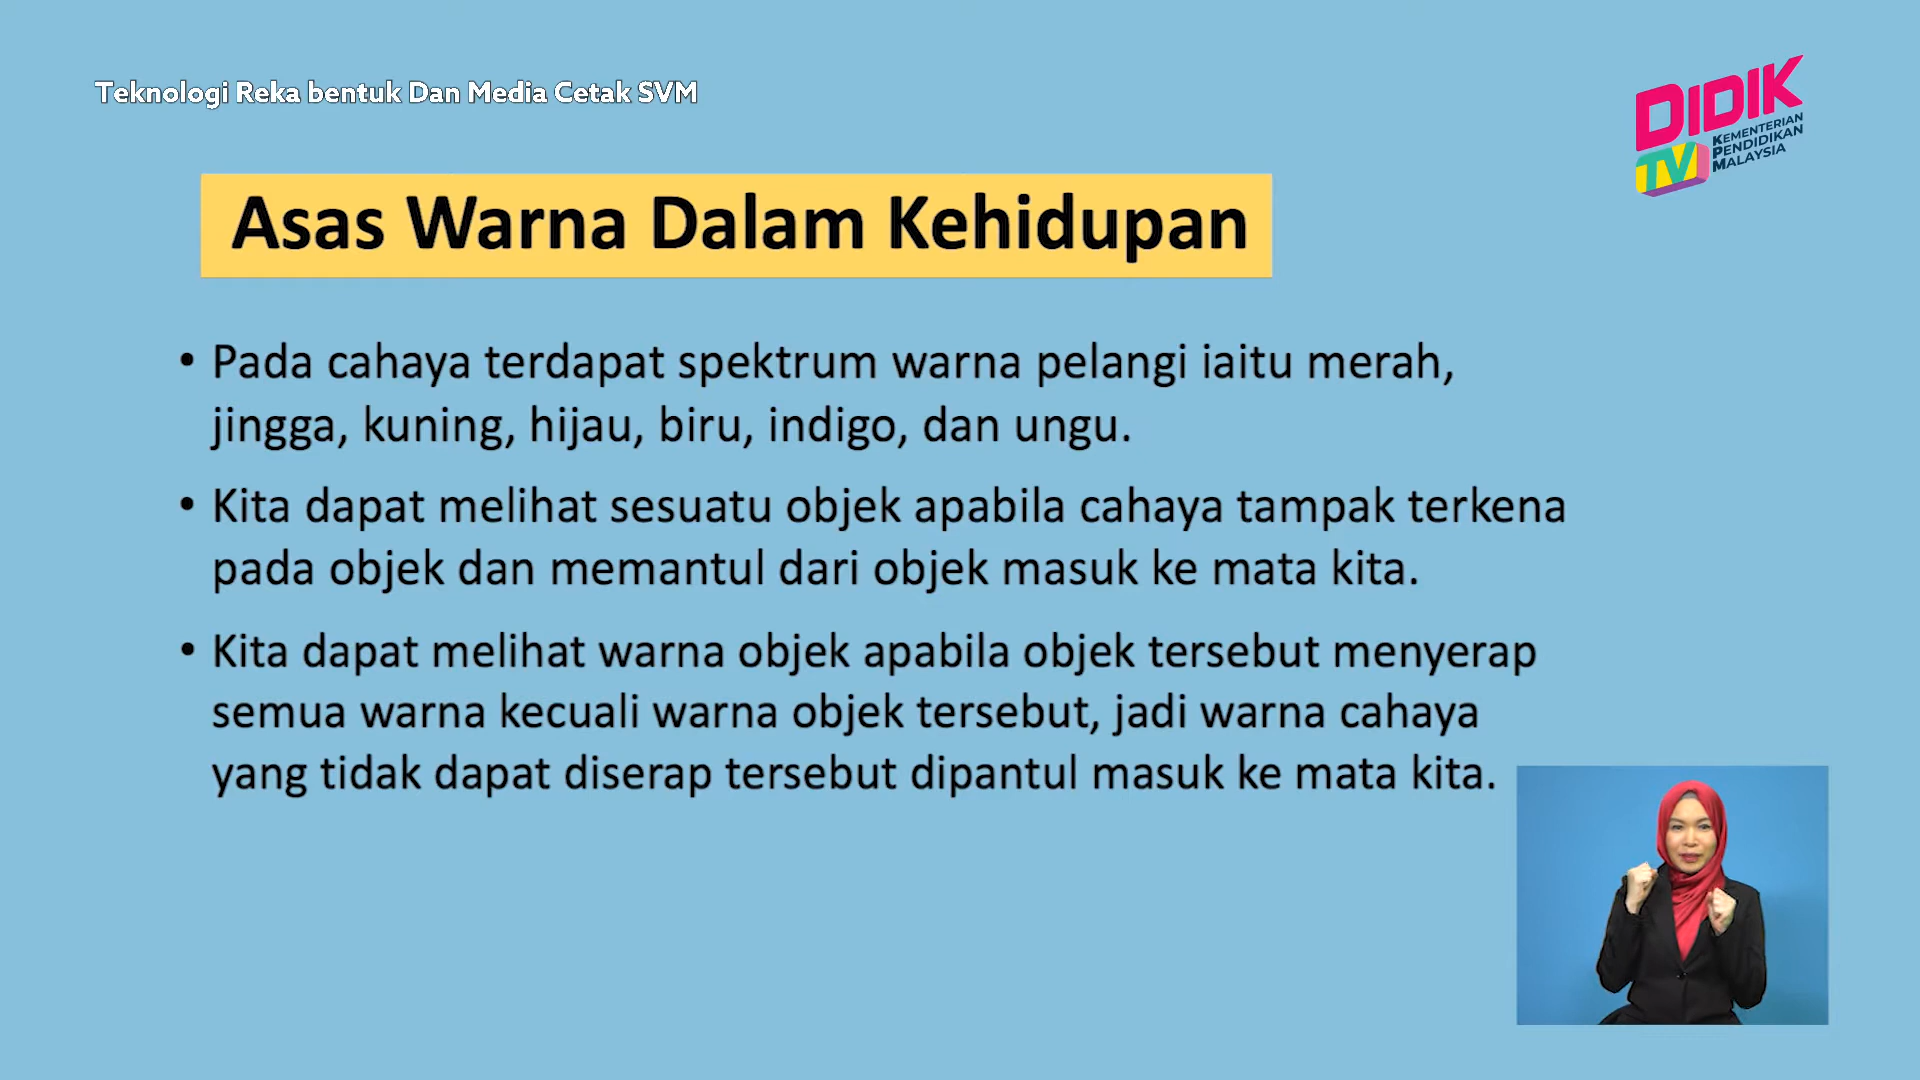 Teknologi Reka bentuk Dan Media Cetak SVM
DIDIK
TV
KEMENTERIAN
PENDIDIKAN
MALAYSIA
Asas Warna Dalam Kehidupan
• Pada cahaya terdapat spektrum warna pelangi iaitu merah,
jingga, kuning, hijau, biru, indigo, dan ungu.
• Kita dapat melihat sesuatu objek apabila cahaya tampak terkena
pada objek dan memantul dari objek masuk ke mata kita.
• Kita dapat melihat warna objek apabila objek tersebut menyerap
semua warna kecuali warna objek tersebut, jadi warna cahaya
yang tidak dapat diserap tersebut dipantul masuk ke mata kita.